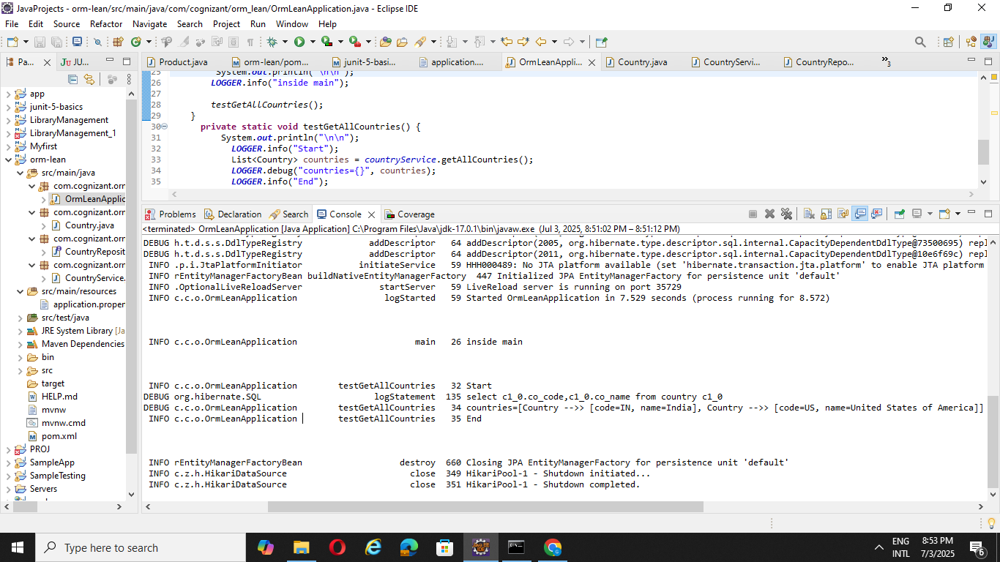 JavaProjects - orm-lean/src/main/java/com/cognizant/orm_lean/OrmLeanApplication.java - Eclipse IDE
File Edit Source Refactor Navigate Search Project Run Window Help
Pa... JU...
Product.java orm-lean/pom... junit-5-basi... application.... OrmLeanAppli... Country.java CountryServi... CountryRepo... 3
app
junit-5-basics
LibraryManagement
LibraryManagement_1
Myfirst
orm-lean
src/main/java
com.cognizant.orm
OrmLeanApplic
com.cognizant.orm
Country.java
com.cognizant.orm
CountryReposit
com.cognizant.orm
CountryService.
src/main/resources
application.proper
src/test/java
JRE System Library [Ja
Maven Dependencies
bin
src
target
HELP.md
mvnw
mvnw.cmd
pom.xml
PROJ
SampleApp
SampleTesting
Servers
25 System.out.println("\n\n");
26 LOGGER.info("inside main");
27
28 testGetAllCountries();
29 }
30 private static void testGetAllCountries() {
31 System.out.println("\n\n");
32 LOGGER.info("Start");
33 List<Country> countries = countryService.getAllCountries();
34 LOGGER.debug("countries={}", countries);
35 LOGGER.info("End");
Problems Declaration Search Console Coverage
<terminated> OrmLeanApplication [Java Application] C:\Program Files\Java\jdk-17.0.1\bin\javaw.exe (Jul 3, 2025, 8:51:02 PM – 8:51:12 PM)
DEBUG h.t.d.s.s.DdlTypeRegistry addDescriptor 64 addDescriptor(2005, org.hibernate.type.descriptor.sql.internal.CapacityDependentDdlType@73500695) repl
DEBUG h.t.d.s.s.DdlTypeRegistry addDescriptor 64 addDescriptor(2011, org.hibernate.type.descriptor.sql.internal.CapacityDependentDdlType@10e6f69c) repl
INFO .p.i.JtaPlatformInitiator initiateService 59 HHH000489: No JTA platform available (set 'hibernate.transaction.jta.platform' to enable JTA platform
INFO rEntityManagerFactoryBean buildNativeEntityManagerFactory 447 Initialized JPA EntityManagerFactory for persistence unit 'default'
INFO .OptionalLiveReloadServer startServer 59 LiveReload server is running on port 35729
INFO c.c.o.OrmLeanApplication logStarted 59 Started OrmLeanApplication in 7.529 seconds (process running for 8.572)
INFO c.c.o.OrmLeanApplication main 26 inside main
INFO c.c.o.OrmLeanApplication testGetAllCountries 32 Start
DEBUG org.hibernate.SQL logStatement 135 select c1_0.co_code,c1_0.co_name from country c1_0
DEBUG c.c.o.OrmLeanApplication testGetAllCountries 34 countries=[Country -->> [code=IN, name=India], Country -->> [code=US, name=United States of America]]
INFO c.c.o.OrmLeanApplication testGetAllCountries 35 End
INFO rEntityManagerFactoryBean destroy 660 Closing JPA EntityManagerFactory for persistence unit 'default'
INFO c.z.h.HikariDataSource close 349 HikariPool-1 - Shutdown initiated...
INFO c.z.h.HikariDataSource close 351 HikariPool-1 - Shutdown completed.
Type here to search
ENG
INTL
8:53 PM
7/3/2025
6